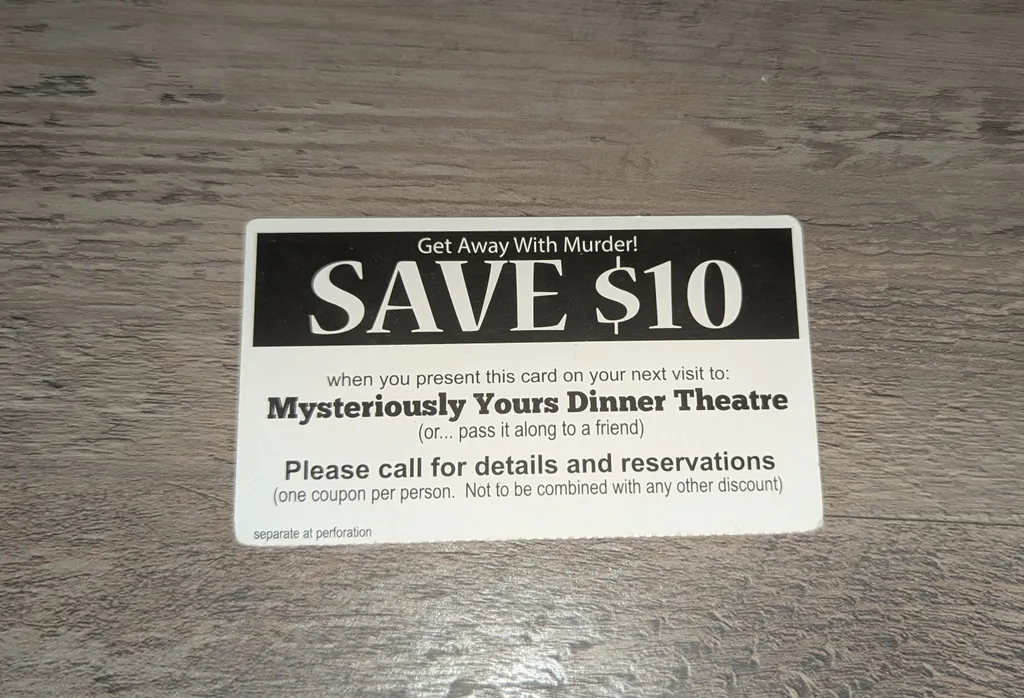 Get Away With Murder!
SAVE $10
when you present this card on your next visit to:
Mysteriously Yours Dinner Theatre
(or... pass it along to a friend)
Please call for details and reservations
(one coupon per person. Not to be combined with any other discount)
separate at perforation